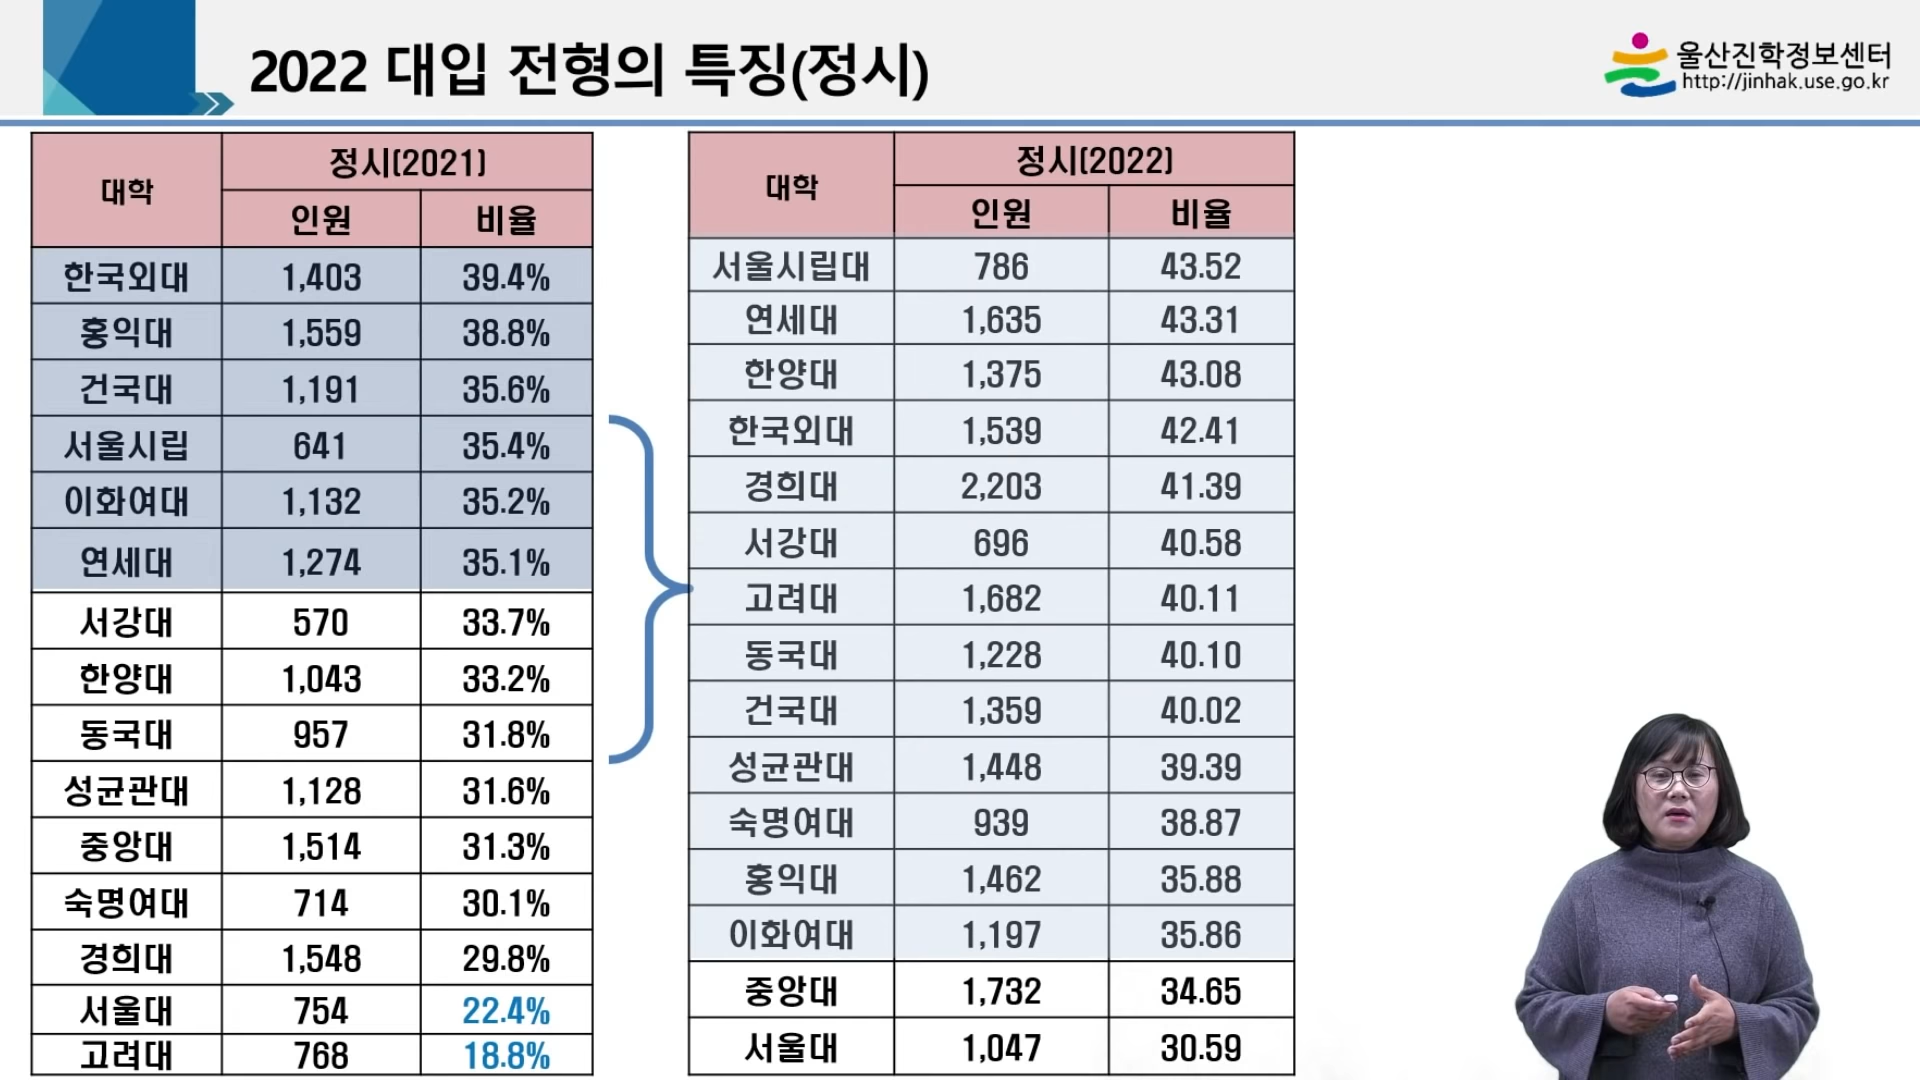 2022 대입 전형의 특징(정시)
울산진학정보센터
http://jinhak.use.go.kr
대학 정시(2021)
인원 비율
한국외대 1,403 39.4%
홍익대 1,559 38.8%
건국대 1,191 35.6%
서울시립 641 35.4%
이화여대 1,132 35.2%
연세대 1,274 35.1%
서강대 570 33.7%
한양대 1,043 33.2%
동국대 957 31.8%
성균관대 1,128 31.6%
중앙대 1,514 31.3%
숙명여대 714 30.1%
경희대 1,548 29.8%
서울대 754 22.4%
고려대 768 18.8%
대학 정시(2022)
인원 비율
서울시립대 786 43.52
연세대 1,635 43.31
한양대 1,375 43.08
한국외대 1,539 42.41
경희대 2,203 41.39
서강대 696 40.58
고려대 1,682 40.11
동국대 1,228 40.10
건국대 1,359 40.02
성균관대 1,448 39.39
숙명여대 939 38.87
홍익대 1,462 35.88
이화여대 1,197 35.86
중앙대 1,732 34.65
서울대 1,047 30.59